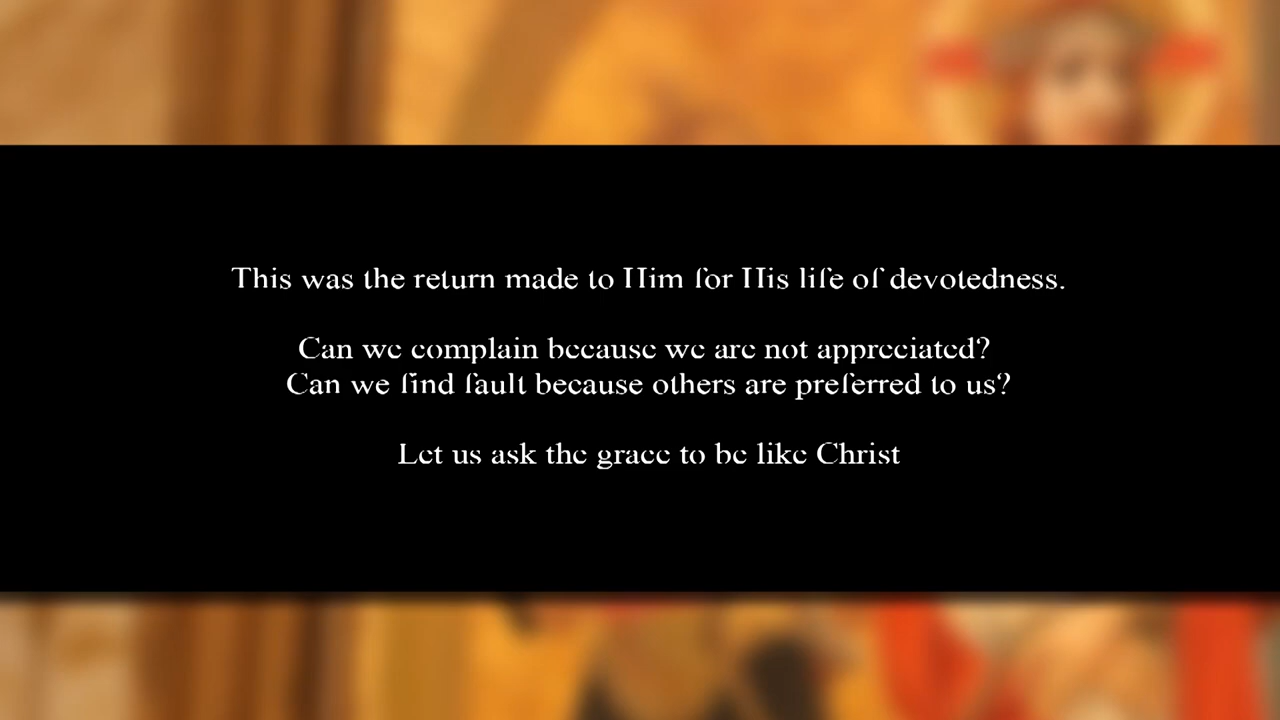 This was the return made to Him for His life of devotedness.
Can we complain because we are not appreciated?
Can we find fault because others are preferred to us?
Let us ask the grace to be like Christ